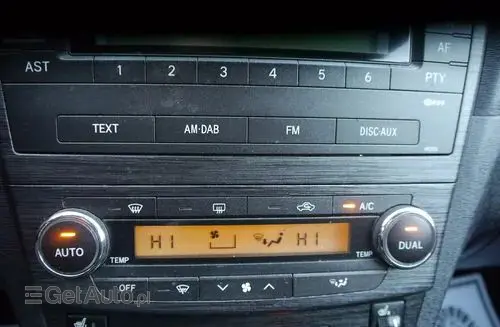 AF
AST 1 2 3 4 5 6 PTY
TEXT AM·DAB FM DISC·AUX
A/C
AUTO HI HI DUAL
TEMP TEMP
OFF
GetAuto.pl